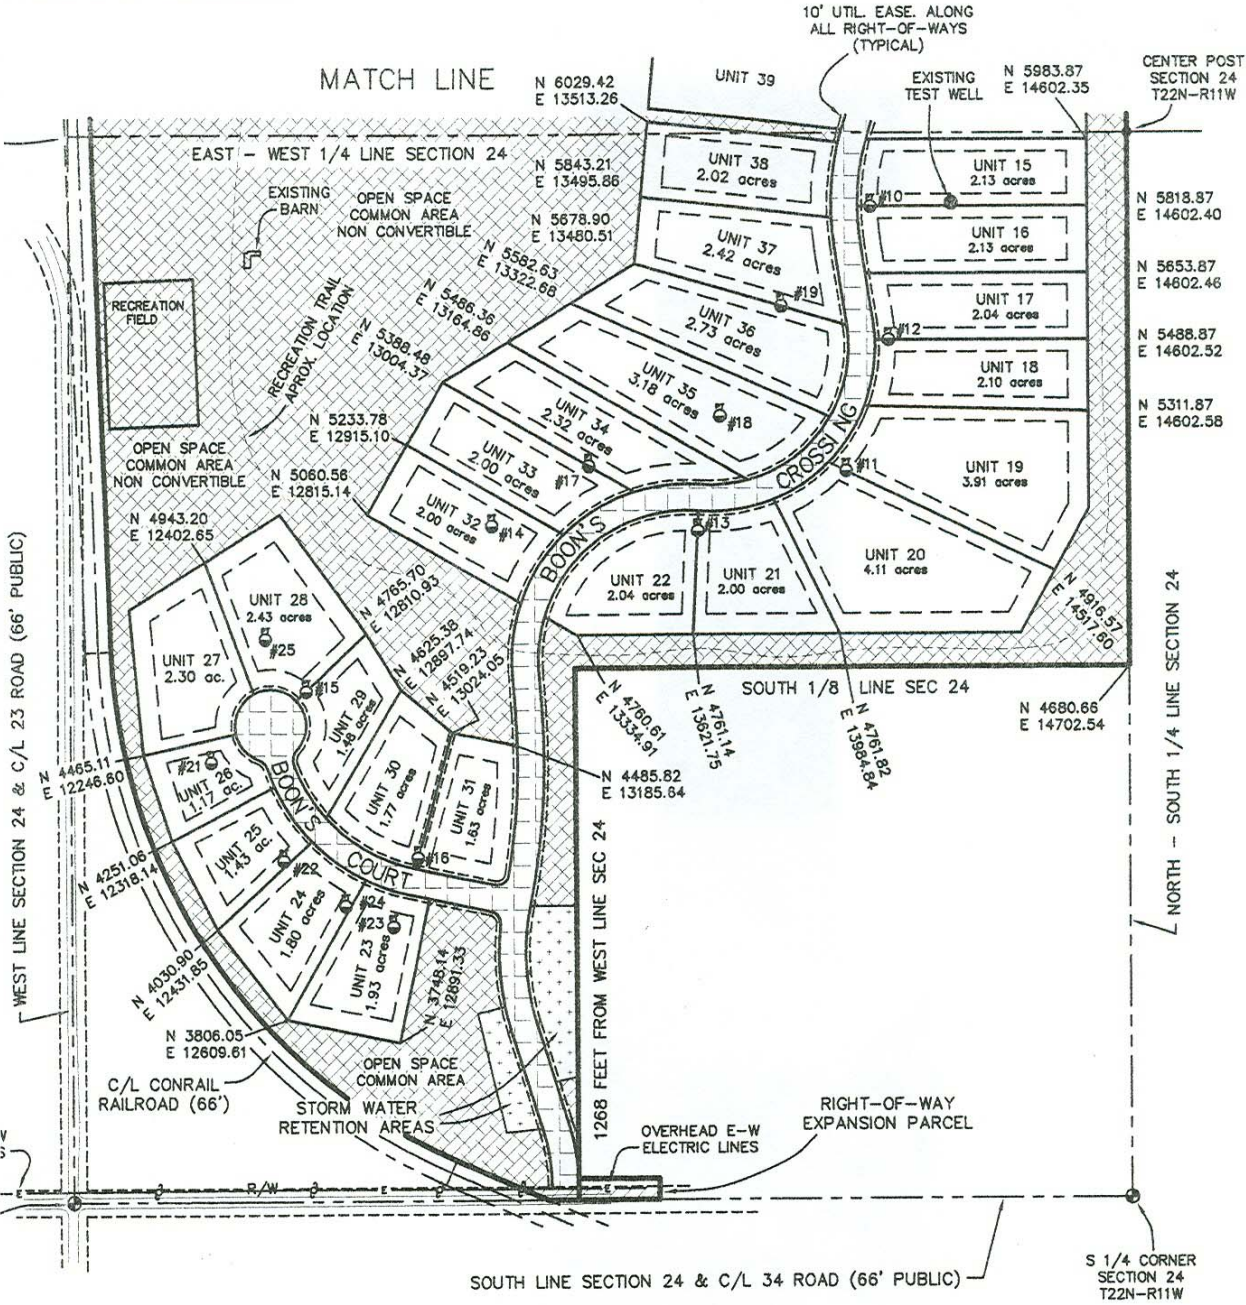 10' UTIL. EASE. ALONG
ALL RIGHT-OF-WAYS
(TYPICAL)
MATCH LINE
N 6029.42
E 13513.26
UNIT 39
EXISTING
TEST WELL
N 5983.87
E 14602.35
CENTER POST
SECTION 24
T22N-R11W
EAST - WEST 1/4 LINE SECTION 24
N 5843.21
E 13495.86
UNIT 38
2.02 acres
UNIT 15
2.13 acres
#10
N 5818.87
E 14602.40
EXISTING
BARN
OPEN SPACE
COMMON AREA
NON CONVERTIBLE
N 5678.90
E 13480.51
UNIT 37
2.42 acres
UNIT 16
2.13 acres
N 5582.63
E 13322.68
N 5653.87
E 14602.46
RECREATION
FIELD
RECREATION TRAIL
APROX. LOCATION
N 5486.36
E 13164.86
#19
UNIT 17
2.04 acres
UNIT 36
2.73 acres
#12
N 5488.87
E 14602.52
N 5388.48
E 13004.37
UNIT 35
3.18 acres
#18
UNIT 18
2.10 acres
N 5311.87
E 14602.58
N 5233.78
E 12915.10
UNIT 34
2.32 acres
BOON'S CROSSING
OPEN SPACE
COMMON AREA
NON CONVERTIBLE
UNIT 33
2.00 acres
#17
#11
UNIT 19
3.91 acres
N 5060.56
E 12815.14
UNIT 32
2.00 acres
#14
#13
N 4943.20
E 12402.65
UNIT 20
4.11 acres
UNIT 22
2.04 acres
UNIT 21
2.00 acres
N 4916.57
E 14517.60
N 4765.70
E 12810.93
UNIT 28
2.43 acres
#25
N 4625.38
E 12897.74
N 4519.23
E 13024.05
UNIT 27
2.30 ac.
#15
UNIT 29
1.48 acres
SOUTH 1/8 LINE SEC 24
N 4760.61
E 13334.91
N 4761.14
E 13621.75
N 4761.82
E 13984.84
N 4680.66
E 14702.54
N 4465.11
E 12246.60
#21
UNIT 26
1.17 ac.
UNIT 30
1.77 acres
UNIT 31
1.63 acres
N 4485.82
E 13185.64
BOON'S COURT
UNIT 25
1.43 ac.
#22
#16
N 4251.06
E 12318.14
UNIT 24
1.80 acres
#24
#23
UNIT 23
1.93 acres
N 4030.90
E 12431.85
N 3748.14
E 12891.33
N 3806.05
E 12609.61
WEST LINE SECTION 24 & C/L 23 ROAD (66' PUBLIC)
1268 FEET FROM WEST LINE SEC 24
NORTH - SOUTH 1/4 LINE SECTION 24
OPEN SPACE
COMMON AREA
C/L CONRAIL
RAILROAD (66')
STORM WATER
RETENTION AREAS
OVERHEAD E-W
ELECTRIC LINES
RIGHT-OF-WAY
EXPANSION PARCEL
W
S
E R/W E E E
SOUTH LINE SECTION 24 & C/L 34 ROAD (66' PUBLIC)
S 1/4 CORNER
SECTION 24
T22N-R11W